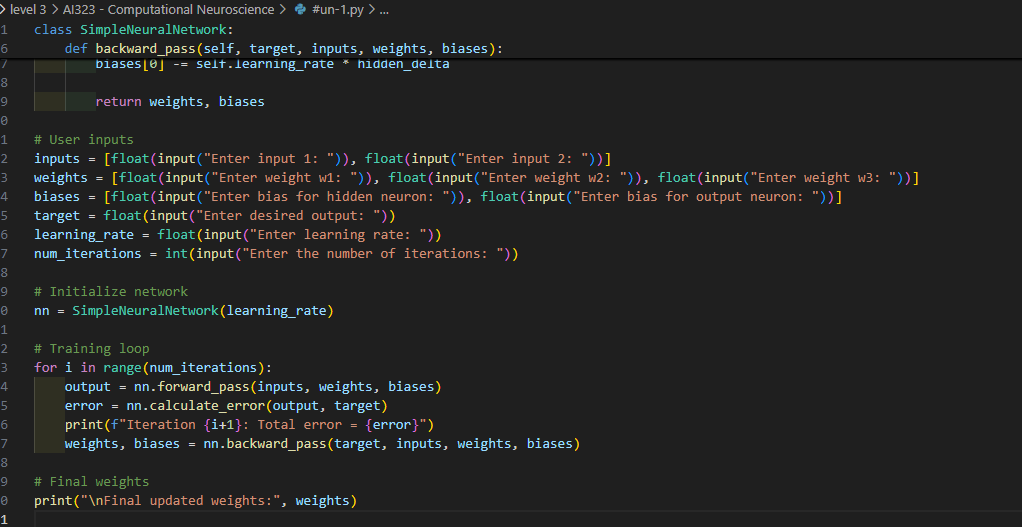 level 3 > AI323 - Computational Neuroscience > #un-1.py > ...
1 class SimpleNeuralNetwork:
6     def backward_pass(self, target, inputs, weights, biases):
7         biases[0] -= self.learning_rate * hidden_delta
8
9         return weights, biases
0
1 # User inputs
2 inputs = [float(input("Enter input 1: ")), float(input("Enter input 2: "))]
3 weights = [float(input("Enter weight w1: ")), float(input("Enter weight w2: ")), float(input("Enter weight w3: "))]
4 biases = [float(input("Enter bias for hidden neuron: ")), float(input("Enter bias for output neuron: "))]
5 target = float(input("Enter desired output: "))
6 learning_rate = float(input("Enter learning rate: "))
7 num_iterations = int(input("Enter the number of iterations: "))
8
9 # Initialize network
0 nn = SimpleNeuralNetwork(learning_rate)
1
2 # Training loop
3 for i in range(num_iterations):
4     output = nn.forward_pass(inputs, weights, biases)
5     error = nn.calculate_error(output, target)
6     print(f"Iteration {i+1}: Total error = {error}")
7     weights, biases = nn.backward_pass(target, inputs, weights, biases)
8
9 # Final weights
0 print("\nFinal updated weights:", weights)
1